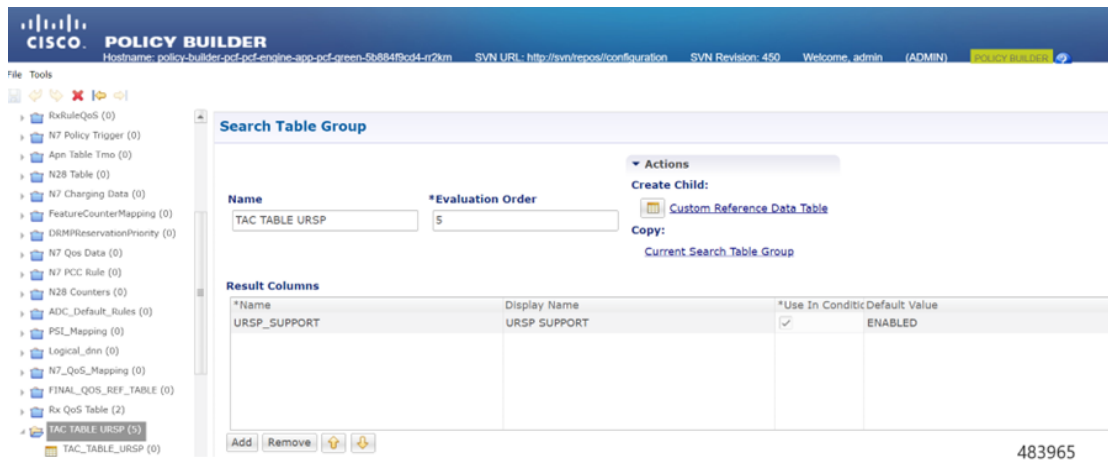 CISCO. POLICY BUILDER
Hostname: policy-builder-pcf-pcf-engine-app-pcf-green-5b884f9cd4-rr2km SVN URL: http://svn/repos//configuration SVN Revision: 450 Welcome, admin (ADMIN) POLICY BUILDER
File Tools
RxRuleQoS (0)
N7 Policy Trigger (0)
Apn Table Tmo (0)
N28 Table (0)
N7 Charging Data (0)
FeatureCounterMapping (0)
DRMPReservationPriority (0)
N7 Qos Data (0)
N7 PCC Rule (0)
N28 Counters (0)
ADC_Default_Rules (0)
PSI_Mapping (0)
Logical_dnn (0)
N7_QoS_Mapping (0)
FINAL_QOS_REF_TABLE (0)
Rx QoS Table (2)
TAC TABLE URSP (5)
TAC_TABLE_URSP (0)
Search Table Group
Actions
Create Child:
Custom Reference Data Table
Copy:
Current Search Table Group
Name *Evaluation Order
TAC TABLE URSP 5
Result Columns
*Name Display Name *Use In Conditic Default Value
URSP_SUPPORT URSP SUPPORT ENABLED
Add Remove
483965